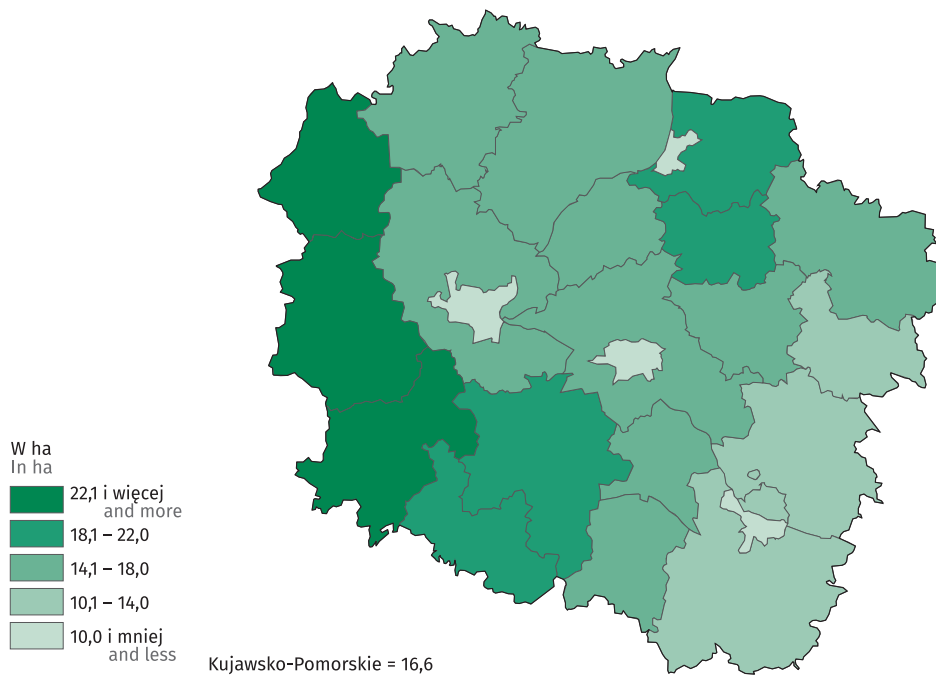 W ha
In ha
22,1 i więcej
and more
18,1 – 22,0
14,1 – 18,0
10,1 – 14,0
10,0 i mniej
and less
Kujawsko-Pomorskie = 16,6